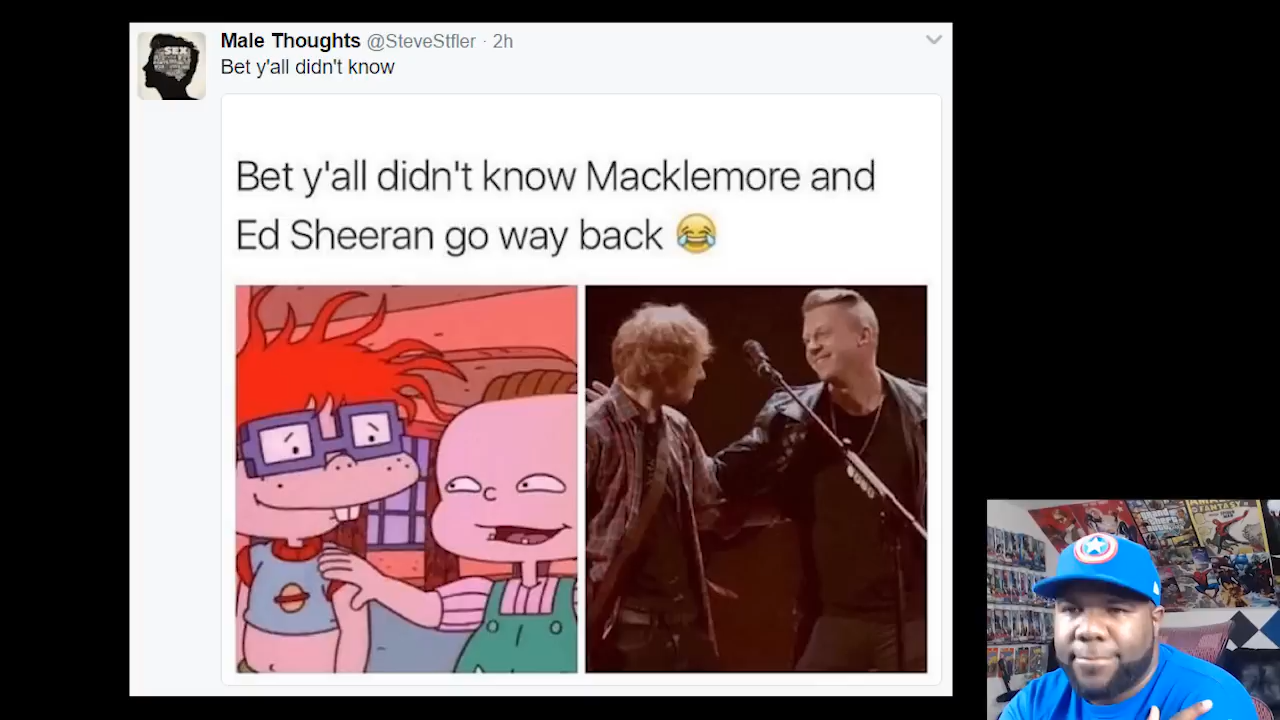 Male Thoughts @SteveStfler · 2h
Bet y'all didn't know
SEX
Bet y'all didn't know Macklemore and
Ed Sheeran go way back 😂